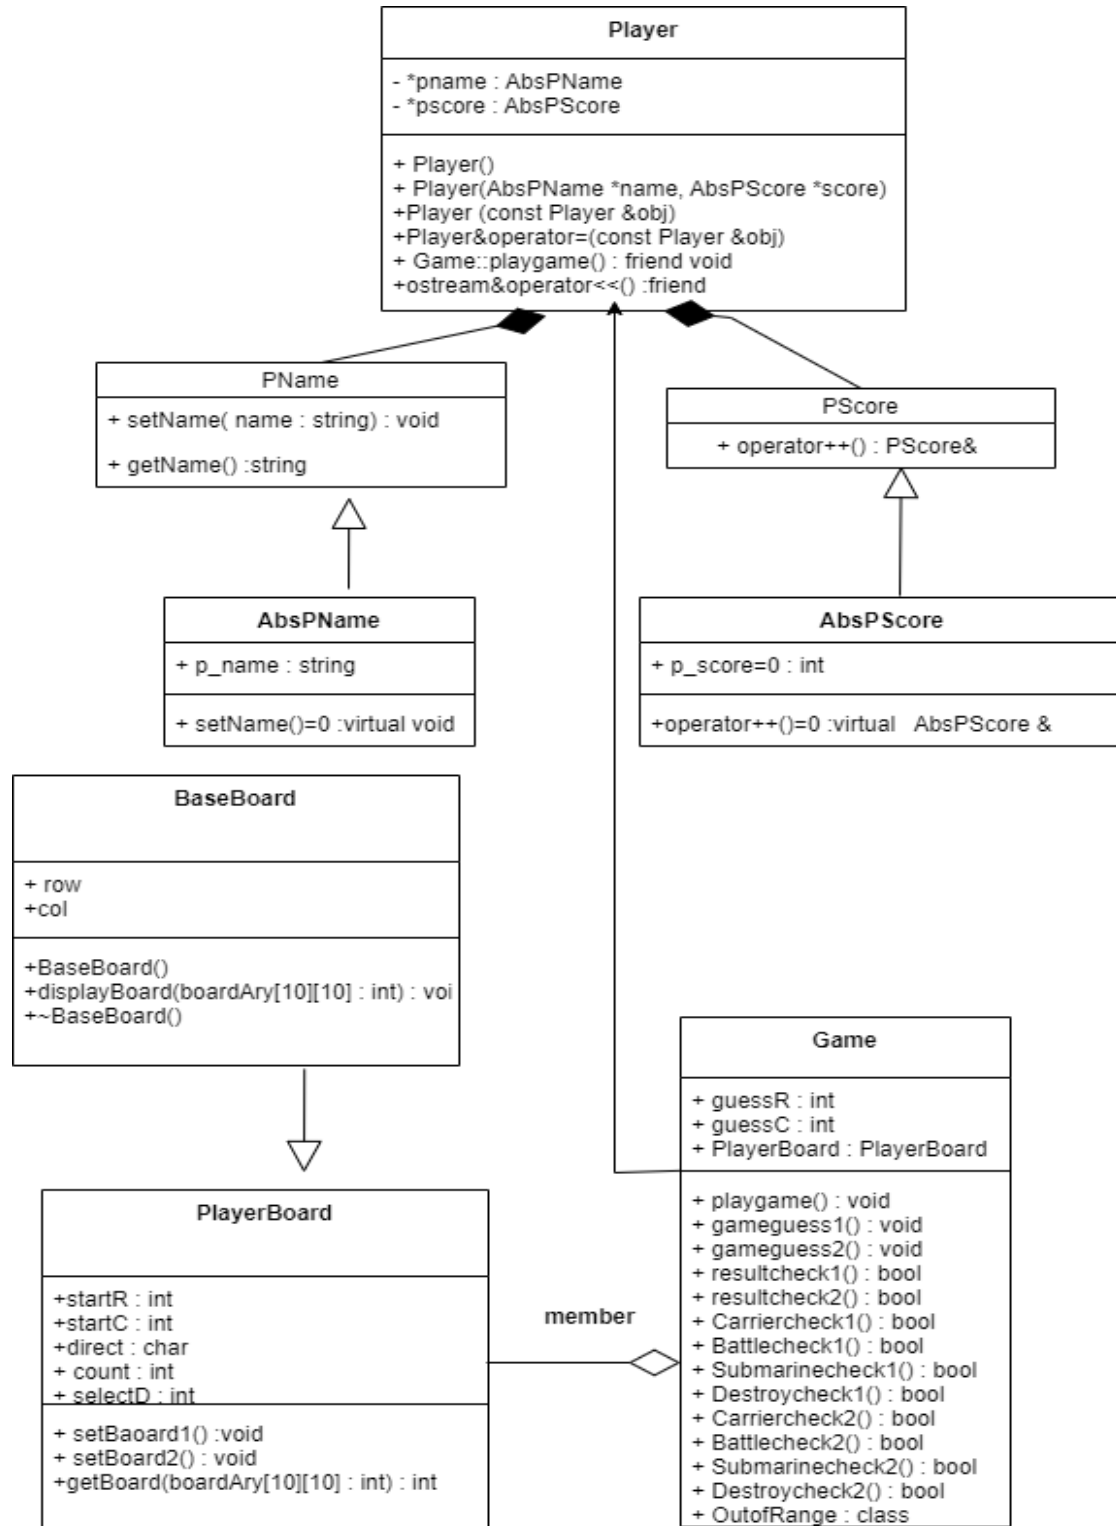 Player
- *pname : AbsPName
- *pscore : AbsPScore
+ Player()
+ Player(AbsPName *name, AbsPScore *score)
+Player (const Player &obj)
+Player&operator=(const Player &obj)
+ Game::playgame() : friend void
+ostream&operator<<() :friend
PName
+ setName( name : string) : void
+ getName() :string
PScore
+ operator++() : PScore&
AbsPName
+ p_name : string
+ setName()=0 :virtual void
AbsPScore
+ p_score=0 : int
+operator++()=0 :virtual AbsPScore &
BaseBoard
+ row
+col
+BaseBoard()
+displayBoard(boardAry[10][10] : int) : voi
+~BaseBoard()
Game
+ guessR : int
+ guessC : int
+ PlayerBoard : PlayerBoard
+ playgame() : void
+ gameguess1() : void
+ gameguess2() : void
+ resultcheck1() : bool
+ resultcheck2() : bool
+ Carriercheck1() : bool
+ Battlecheck1() : bool
+ Submarinecheck1() : bool
+ Destroycheck1() : bool
+ Carriercheck2() : bool
+ Battlecheck2() : bool
+ Submarinecheck2() : bool
+ Destroycheck2() : bool
+ OutofRange : class
member
PlayerBoard
+startR : int
+startC : int
+direct : char
+ count : int
+ selectD : int
+ setBaoard1() :void
+ setBoard2() : void
+getBoard(boardAry[10][10] : int) : int